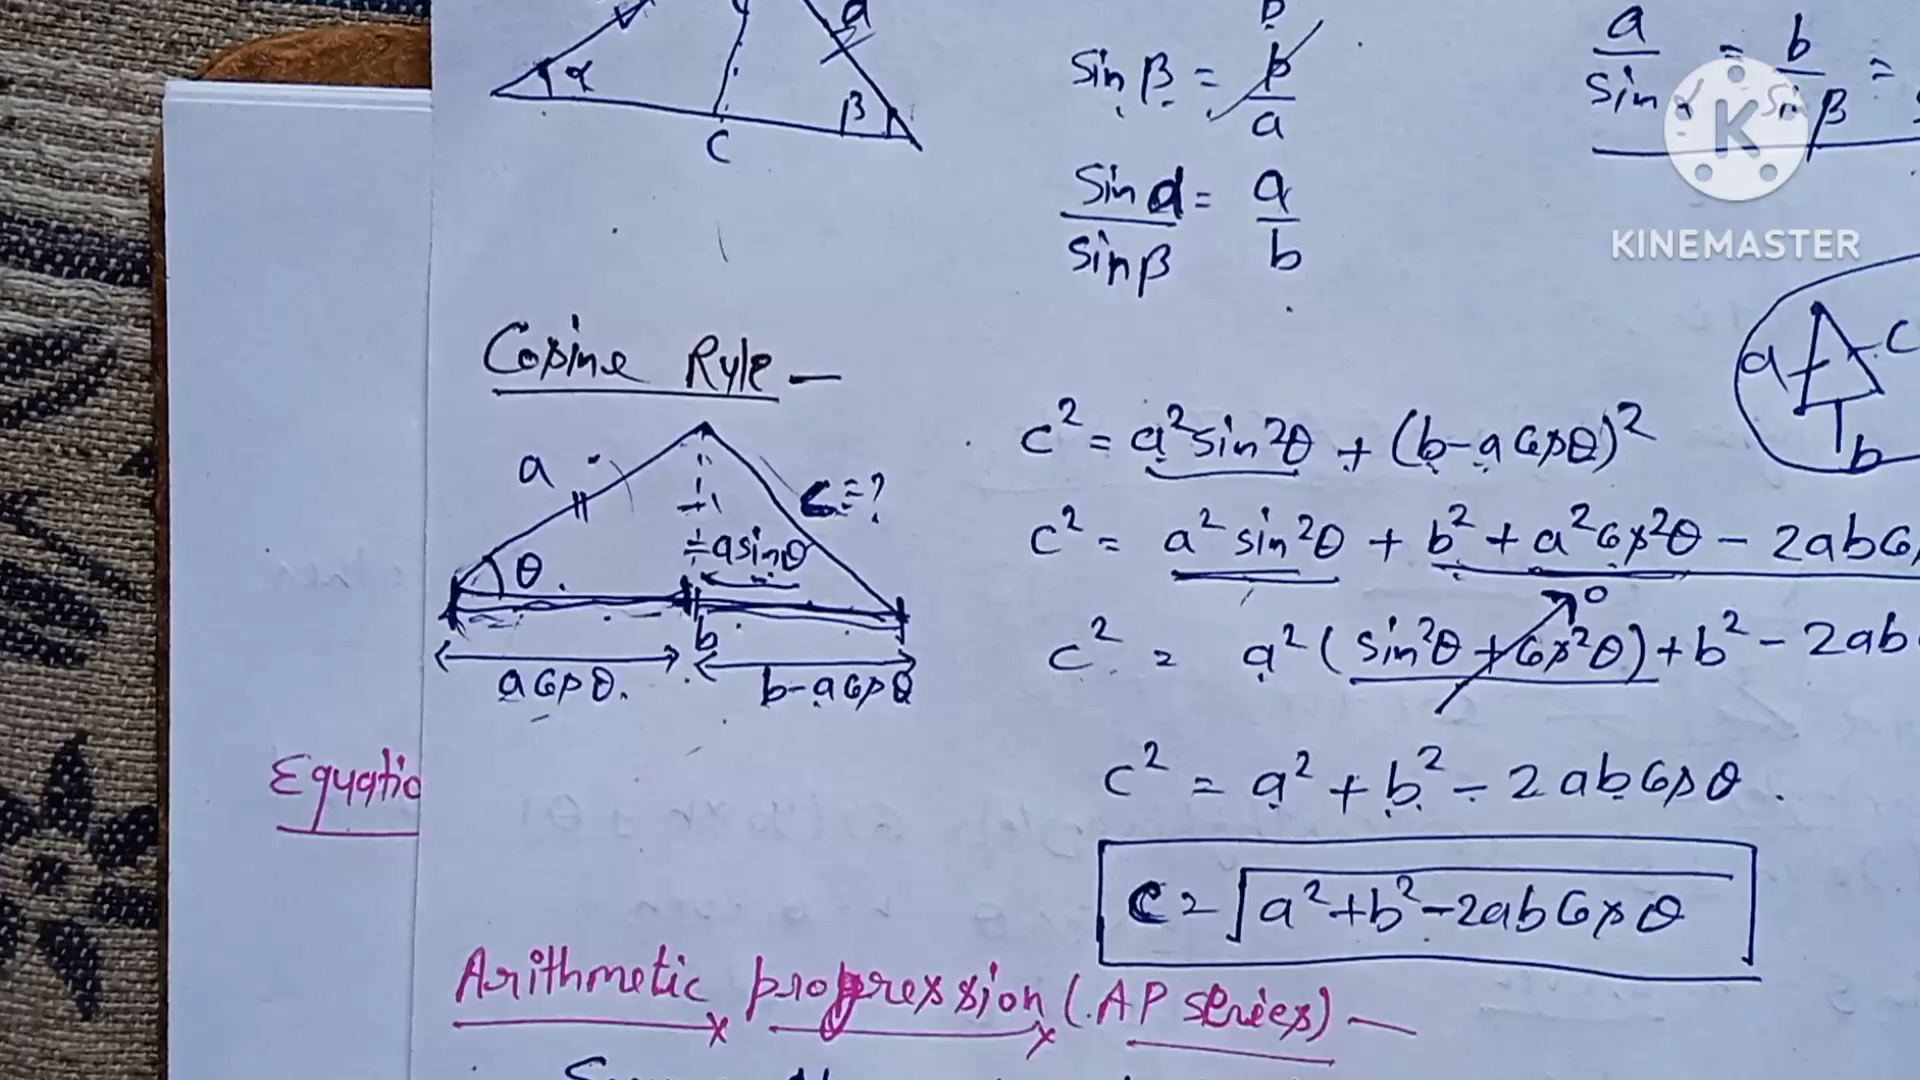 a
α
β
C
sin β = p/a
sin α / sin β = a/b
a/sin α = b/sin β =
KINEMASTER
Cosine Rule —
a
c = ?
θ
a sin θ
b
a cos θ.
b - a cos θ
a
c
b
c² = a² sin²θ + (b - a cos θ)²
c² = a² sin²θ + b² + a² cos²θ - 2ab co
c² = a² (sin²θ + cos²θ) + b² - 2ab
c² = a² + b² - 2ab cos θ.
c = √a² + b² - 2ab cos θ
Equatio
Arithmetic progression (AP series) —